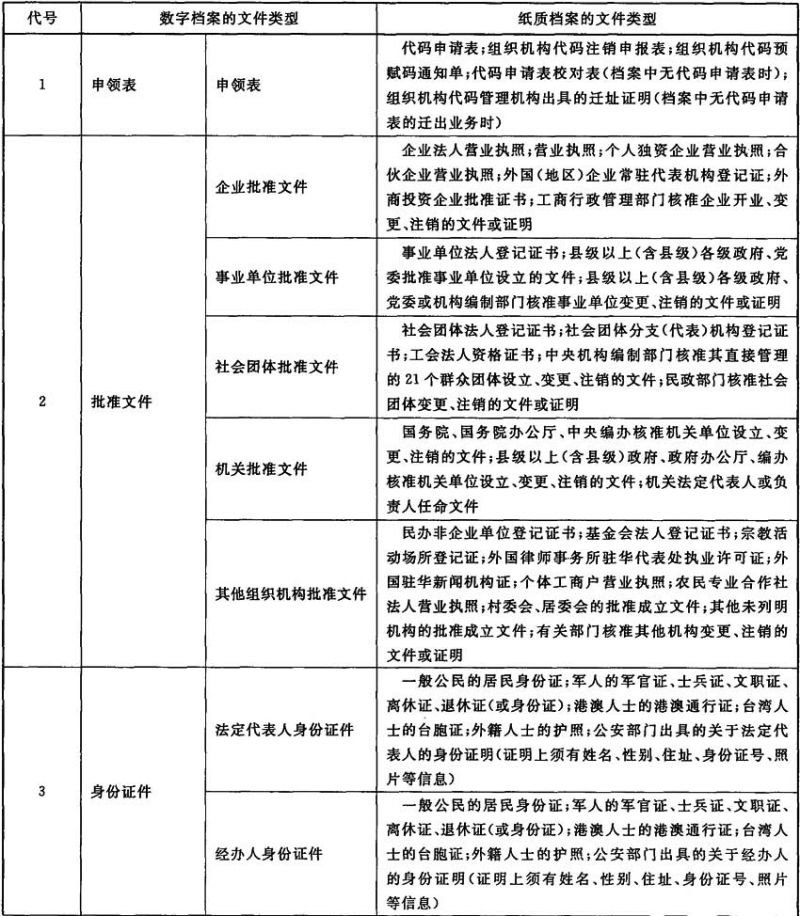 代号 数字档案的文件类型 纸质档案的文件类型
1 申领表 申领表
代码申请表;组织机构代码注销申报表;组织机构代码预
赋码通知单;代码申请表校对表(档案中无代码申请表时);
组织机构代码管理机构出具的迁址证明(档案中无代码申请
表的迁出业务时)
2 批准文件
企业批准文件
企业法人营业执照;营业执照;个人独资企业营业执照;合
伙企业营业执照;外国(地区)企业常驻代表机构登记证;外
商投资企业批准证书;工商行政管理部门核准企业开业、变
更、注销的文件或证明
事业单位批准文件
事业单位法人登记证书;县级以上(含县级)各级政府、党
委批准事业单位设立的文件;县级以上(含县级)各级政府、
党委或机构编制部门核准事业单位变更、注销的文件或证明
社会团体批准文件
社会团体法人登记证书;社会团体分支(代表)机构登记证
书;工会法人资格证书;中央机构编制部门核准其直接管理
的21个群众团体设立、变更、注销的文件;民政部门核准社会
团体变更、注销的文件或证明
机关批准文件
国务院、国务院办公厅、中央编办核准机关单位设立、变
更、注销的文件;县级以上(含县级)政府、政府办公厅、编办
核准机关单位设立、变更、注销的文件;机关法定代表人或负
责人任命文件
其他组织机构批准文件
民办非企业单位登记证书;基金会法人登记证书;宗教活
动场所登记证;外国律师事务所驻华代表处执业许可证;外
国驻华新闻机构证;个体工商户营业执照;农民专业合作社
法人营业执照;村委会、居委会的批准成立文件;其他未列明
机构的批准成立文件;有关部门核准其他机构变更、注销的
文件或证明
3 身份证件
法定代表人身份证件
一般公民的居民身份证;军人的军官证、士兵证、文职证、
离休证、退休证(或身份证);港澳人士的港澳通行证;台湾人
士的台胞证;外籍人士的护照;公安部门出具的关于法定代
表人的身份证明(证明上须有姓名、性别、住址、身份证号、照
片等信息)
经办人身份证件
一般公民的居民身份证;军人的军官证、士兵证、文职证、
离休证、退休证(或身份证);港澳人士的港澳通行证;台湾人
士的台胞证;外籍人士的护照;公安部门出具的关于经办人
的身份证明(证明上须有姓名、性别、住址、身份证号、照片
等信息)